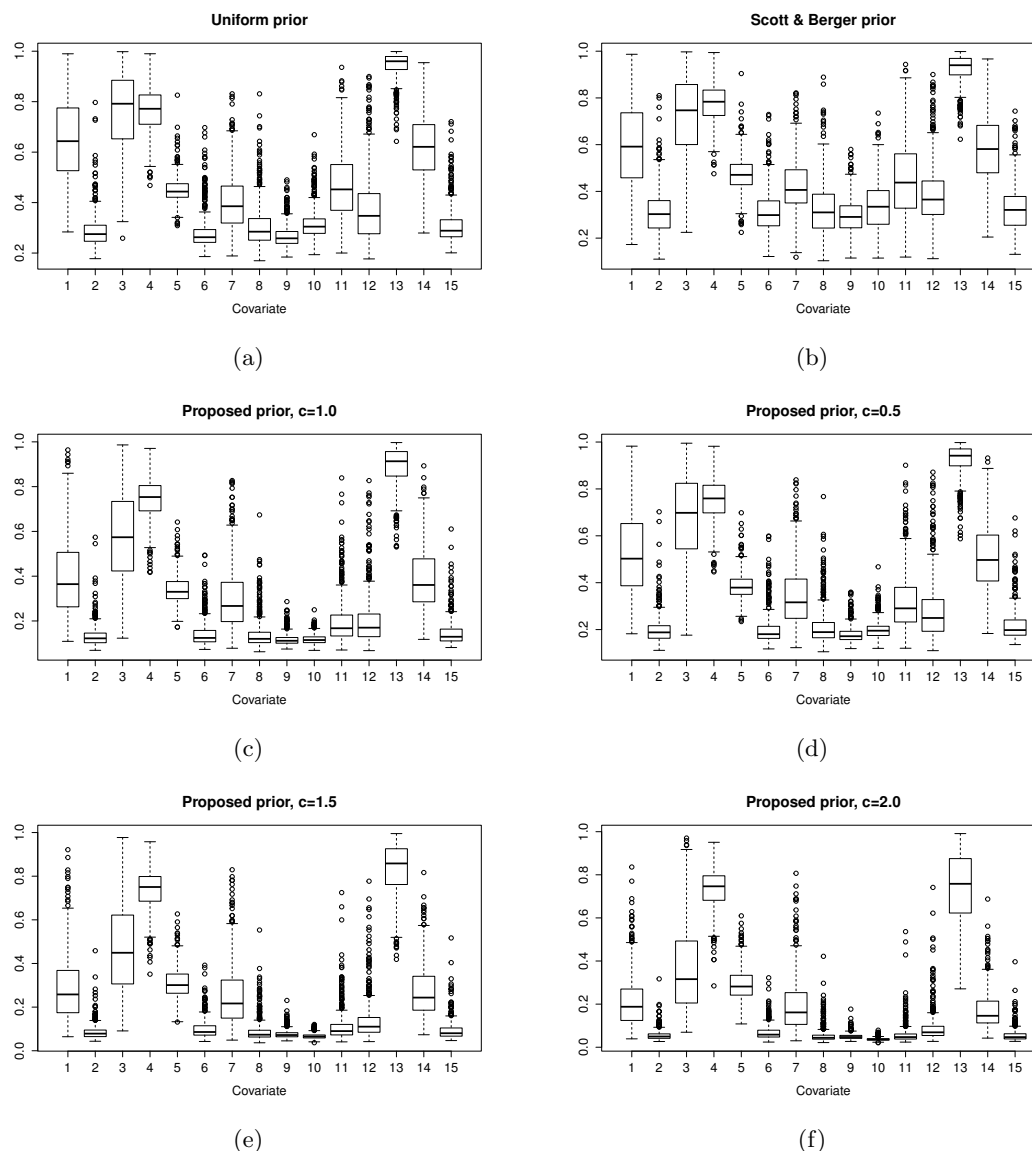 Uniform prior
1.0
0.8
0.6
0.4
0.2
1 2 3 4 5 6 7 8 9 10 11 12 13 14 15
Covariate
(a)
Scott & Berger prior
1.0
0.8
0.6
0.4
0.2
1 2 3 4 5 6 7 8 9 10 11 12 13 14 15
Covariate
(b)
Proposed prior, c=1.0
1.0
0.8
0.6
0.4
0.2
1 2 3 4 5 6 7 8 9 10 11 12 13 14 15
Covariate
(c)
Proposed prior, c=0.5
1.0
0.8
0.6
0.4
0.2
1 2 3 4 5 6 7 8 9 10 11 12 13 14 15
Covariate
(d)
Proposed prior, c=1.5
1.0
0.8
0.6
0.4
0.2
0.0
1 2 3 4 5 6 7 8 9 10 11 12 13 14 15
Covariate
(e)
Proposed prior, c=2.0
1.0
0.8
0.6
0.4
0.2
0.0
1 2 3 4 5 6 7 8 9 10 11 12 13 14 15
Covariate
(f)